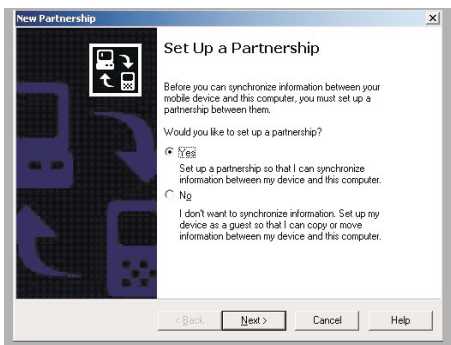 New Partnership
Set Up a Partnership
Before you can synchronize information between your
mobile device and this computer, you must set up a
partnership between them.
Would you like to set up a partnership?
Yes
Set up a partnership so that I can synchronize
information between my device and this computer.
No
I don't want to synchronize information. Set up my
device as a guest so that I can copy or move
information between my device and this computer.
< Back Next > Cancel Help